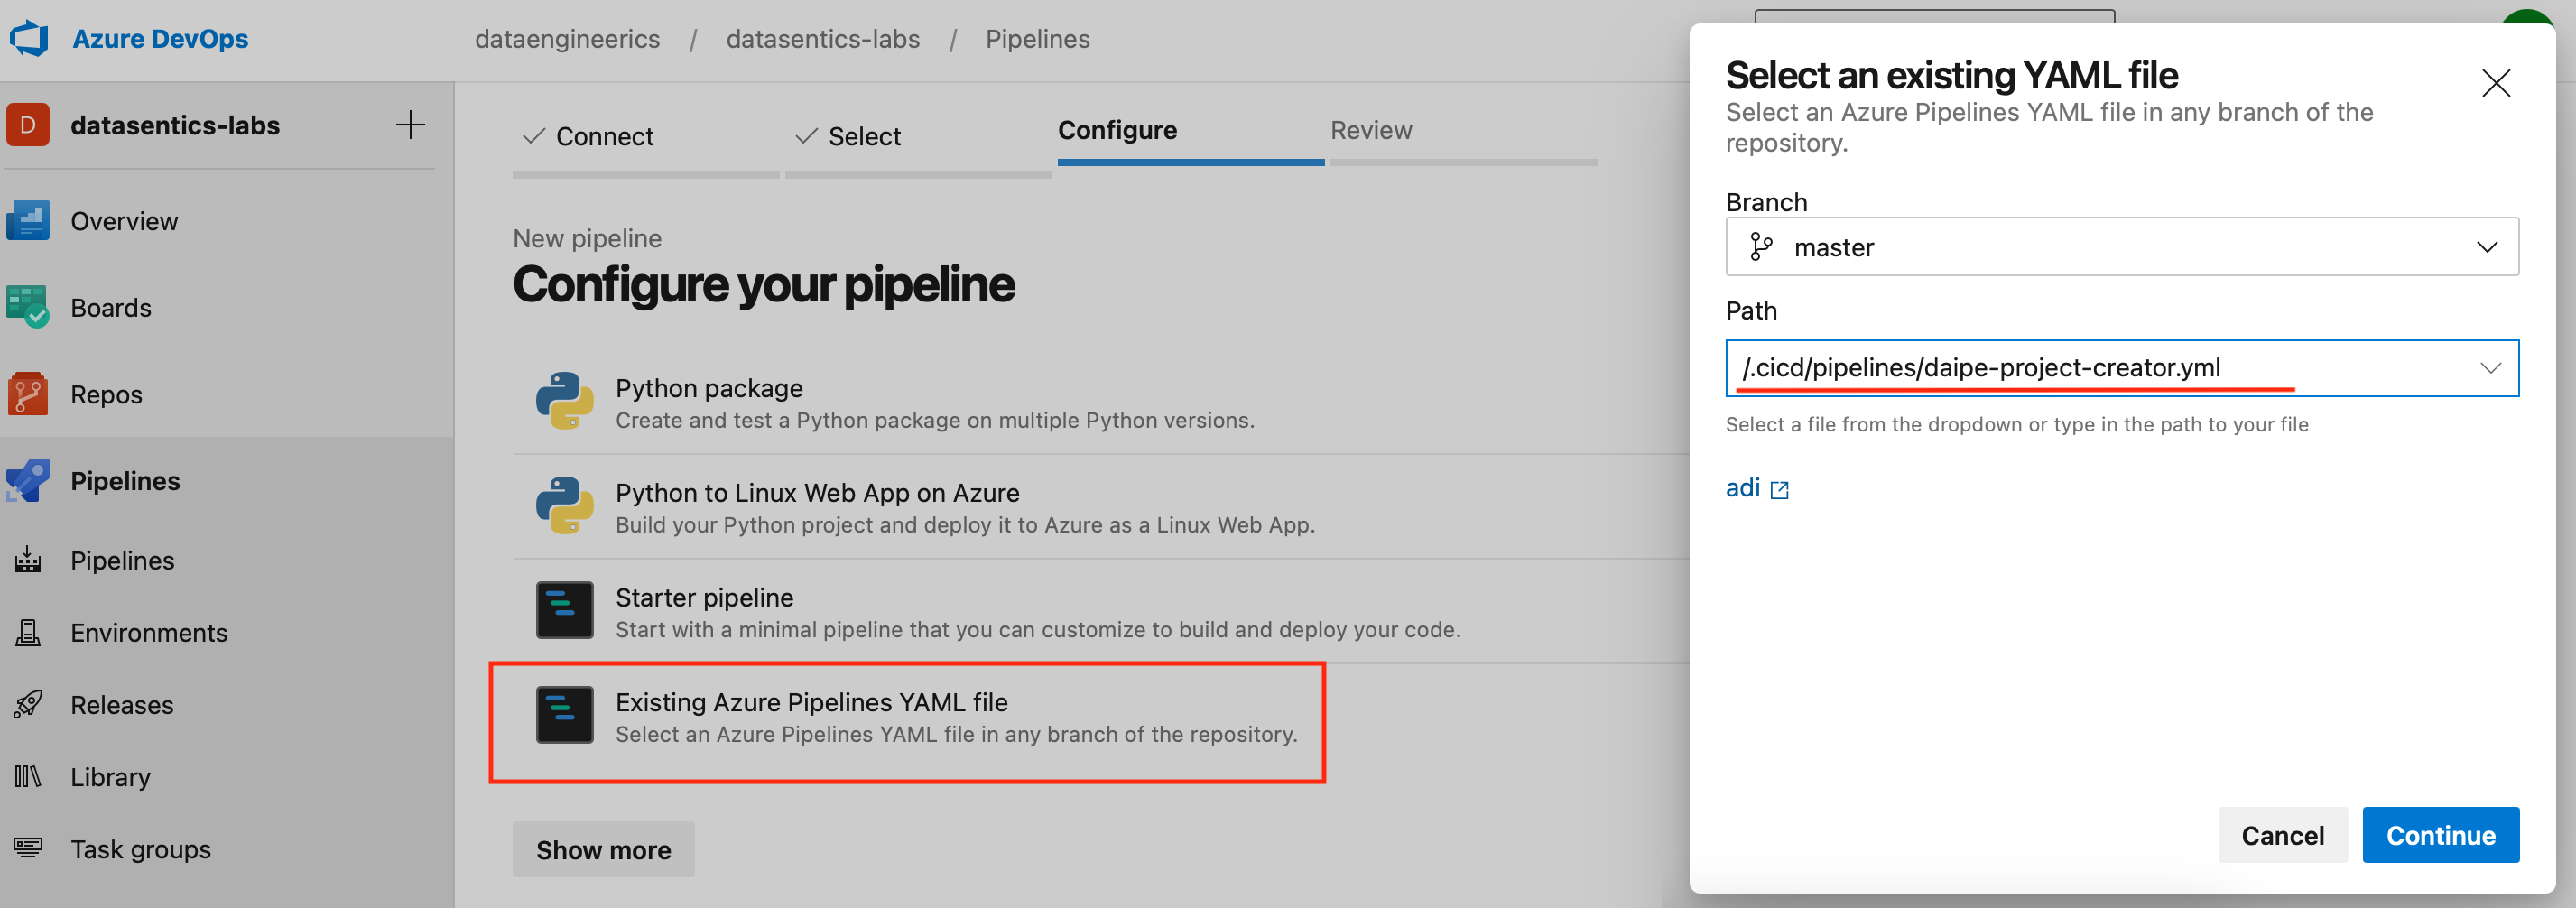 Azure DevOps
dataengineerics / datasentics-labs / Pipelines
D
datasentics-labs
Overview
Boards
Repos
Pipelines
Pipelines
Environments
Releases
Library
Task groups
Connect
Select
Configure
Review
New pipeline
Configure your pipeline
Python package
Create and test a Python package on multiple Python versions.
Python to Linux Web App on Azure
Build your Python project and deploy it to Azure as a Linux Web App.
Starter pipeline
Start with a minimal pipeline that you can customize to build and deploy your code.
Existing Azure Pipelines YAML file
Select an Azure Pipelines YAML file in any branch of the repository.
Show more
Select an existing YAML file
Select an Azure Pipelines YAML file in any branch of the
repository.
Branch
master
Path
/.cicd/pipelines/daipe-project-creator.yml
Select a file from the dropdown or type in the path to your file
adi
Cancel
Continue